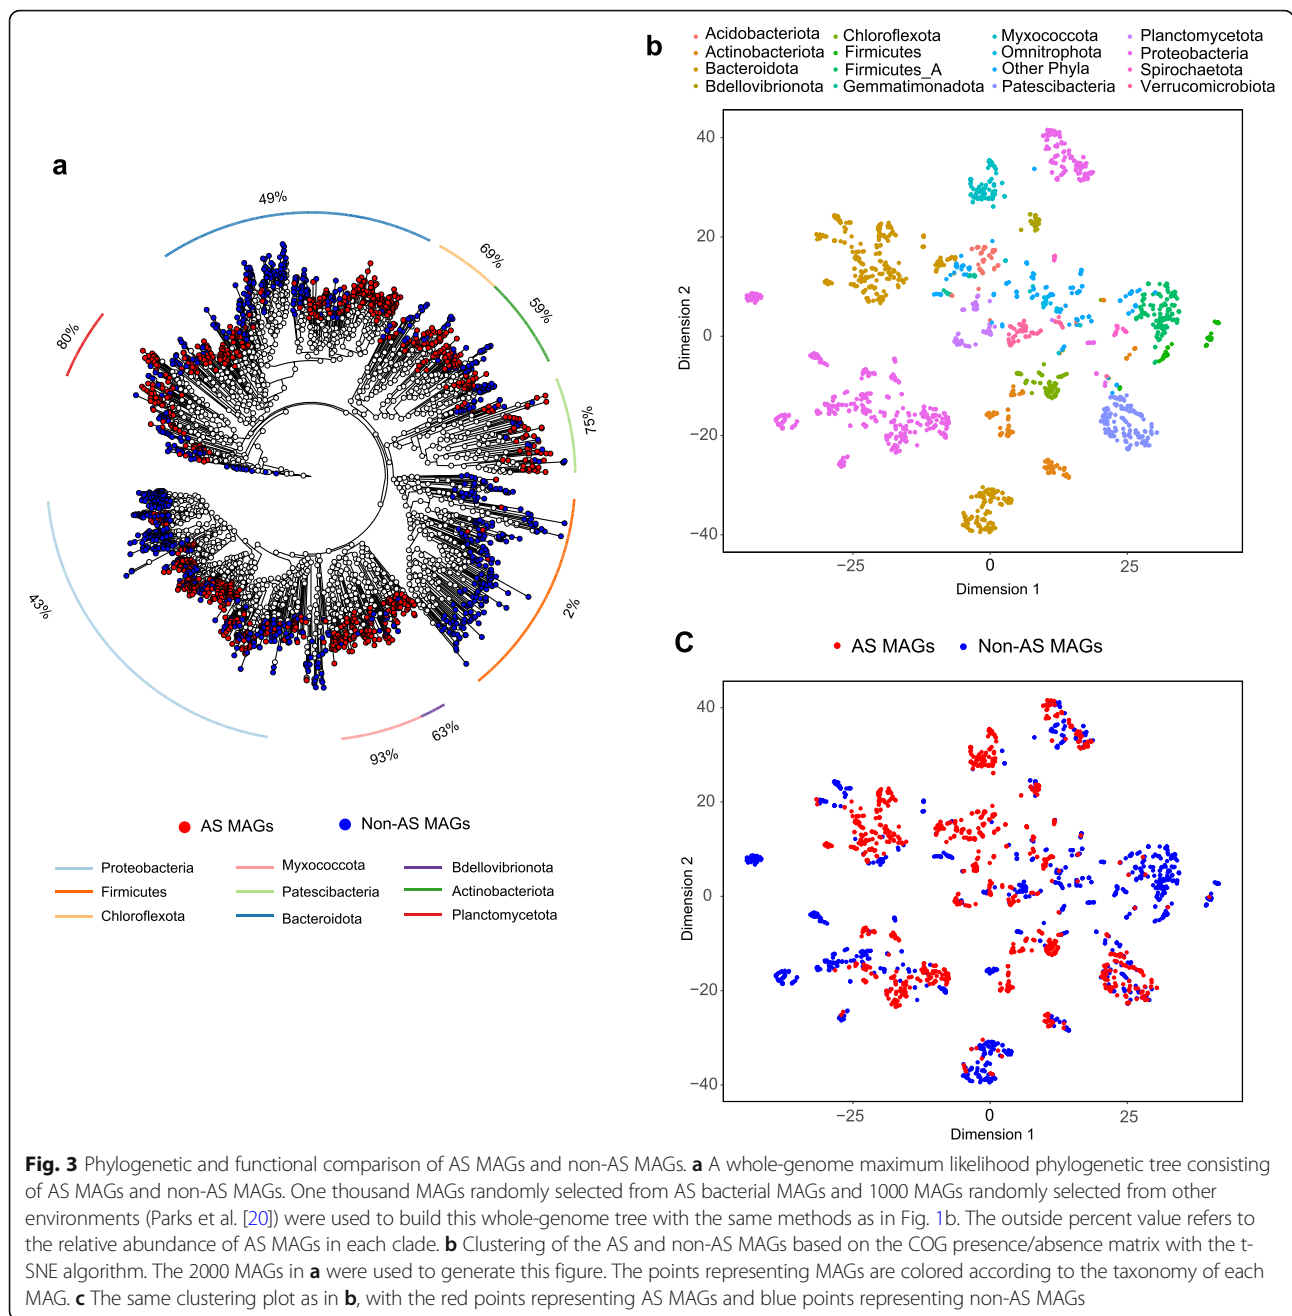 a
49%
69%
59%
75%
2%
63%
93%
43%
80%
AS MAGs
Non-AS MAGs
Proteobacteria
Myxococcota
Bdellovibrionota
Firmicutes
Patescibacteria
Actinobacteriota
Chloroflexota
Bacteroidota
Planctomycetota
b
Acidobacteriota Chloroflexota Myxococcota Planctomycetota
Actinobacteriota Firmicutes Omnitrophota Proteobacteria
Bacteroidota Firmicutes_A Other Phyla Spirochaetota
Bdellovibrionota Gemmatimonadota Patescibacteria Verrucomicrobiota
40
20
0
−20
−40
Dimension 2
−25 0 25
Dimension 1
C
AS MAGs Non-AS MAGs
40
20
0
−20
−40
Dimension 2
−25 0 25
Dimension 1
Fig. 3 Phylogenetic and functional comparison of AS MAGs and non-AS MAGs. a A whole-genome maximum likelihood phylogenetic tree consisting
of AS MAGs and non-AS MAGs. One thousand MAGs randomly selected from AS bacterial MAGs and 1000 MAGs randomly selected from other
environments (Parks et al. [20]) were used to build this whole-genome tree with the same methods as in Fig. 1b. The outside percent value refers to
the relative abundance of AS MAGs in each clade. b Clustering of the AS and non-AS MAGs based on the COG presence/absence matrix with the t-
SNE algorithm. The 2000 MAGs in a were used to generate this figure. The points representing MAGs are colored according to the taxonomy of each
MAG. c The same clustering plot as in b, with the red points representing AS MAGs and blue points representing non-AS MAGs